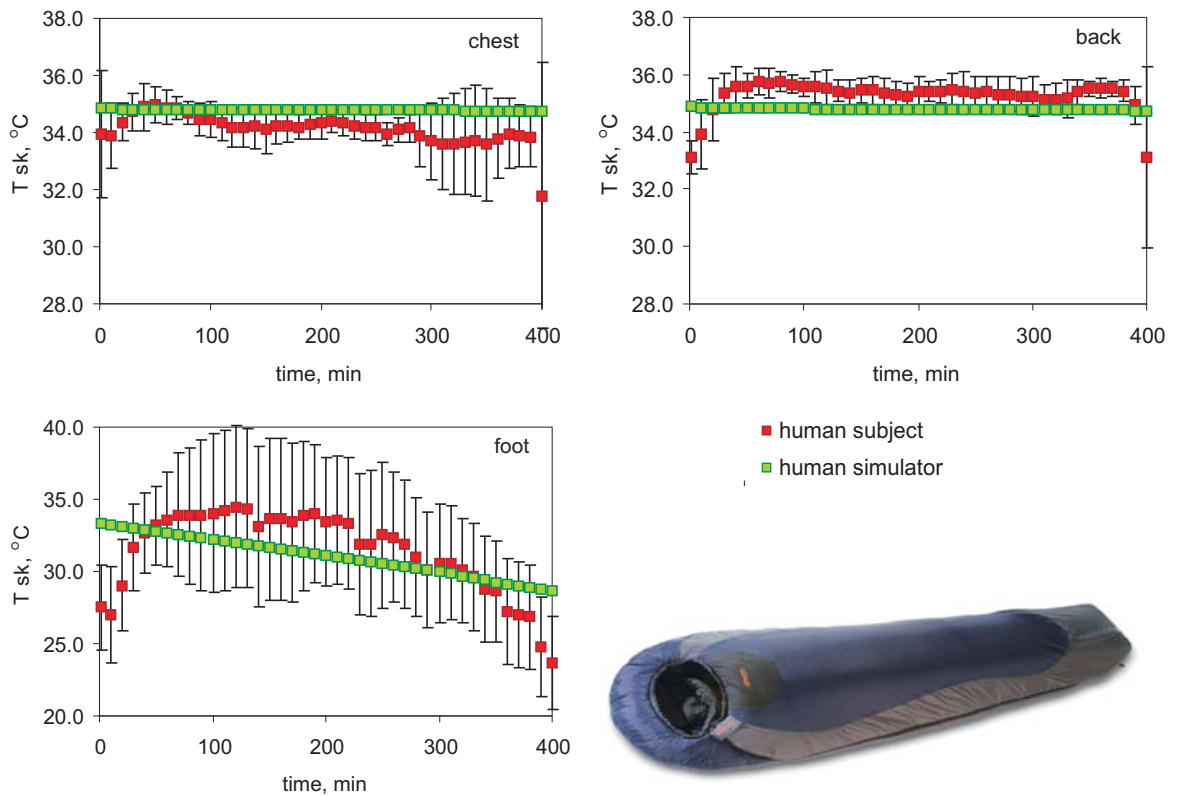 38.0
36.0
34.0
32.0
30.0
28.0
T sk, °C
chest
0 100 200 300 400
time, min
38.0
36.0
34.0
32.0
30.0
28.0
T sk, °C
back
0 100 200 300 400
time, min
40.0
35.0
30.0
25.0
20.0
T sk, °C
foot
0 100 200 300 400
time, min
human subject
human simulator